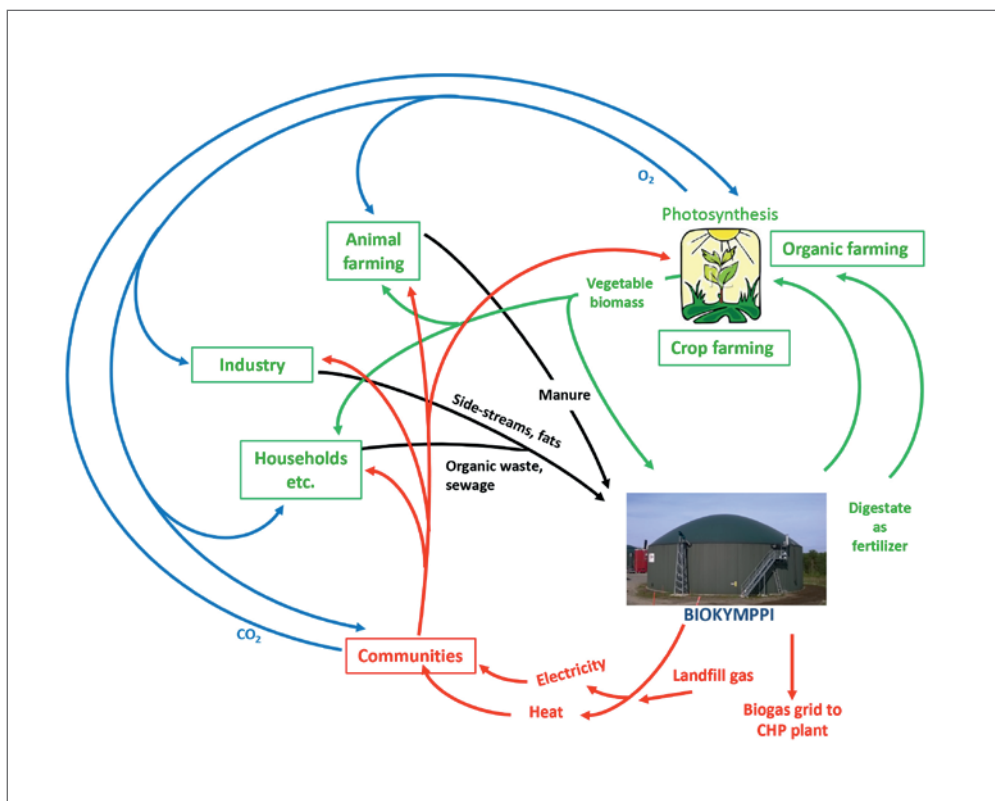 O₂
Photosynthesis
Animal
farming
Organic farming
Vegetable
biomass
Crop farming
Industry
Manure
Side-streams, fats
Households
etc.
Organic waste,
sewage
Digestate
as
fertilizer
BIOKYMPPI
CO₂
Communities
Electricity
Landfill gas
Heat
Biogas grid to
CHP plant